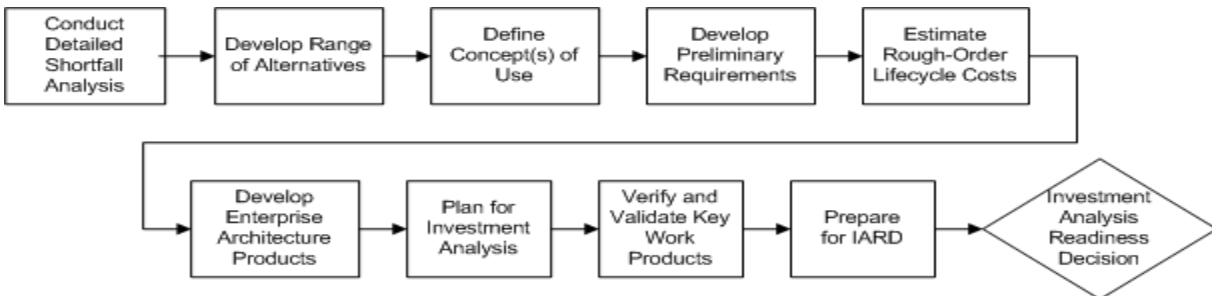 Conduct
Detailed
Shortfall
Analysis
Develop Range
of Alternatives
Define
Concept(s) of
Use
Develop
Preliminary
Requirements
Estimate
Rough-Order
Lifecycle Costs
Develop
Enterprise
Architecture
Products
Plan for
Investment
Analysis
Verify and
Validate Key
Work
Products
Prepare
for IARD
Investment
Analysis
Readiness
Decision